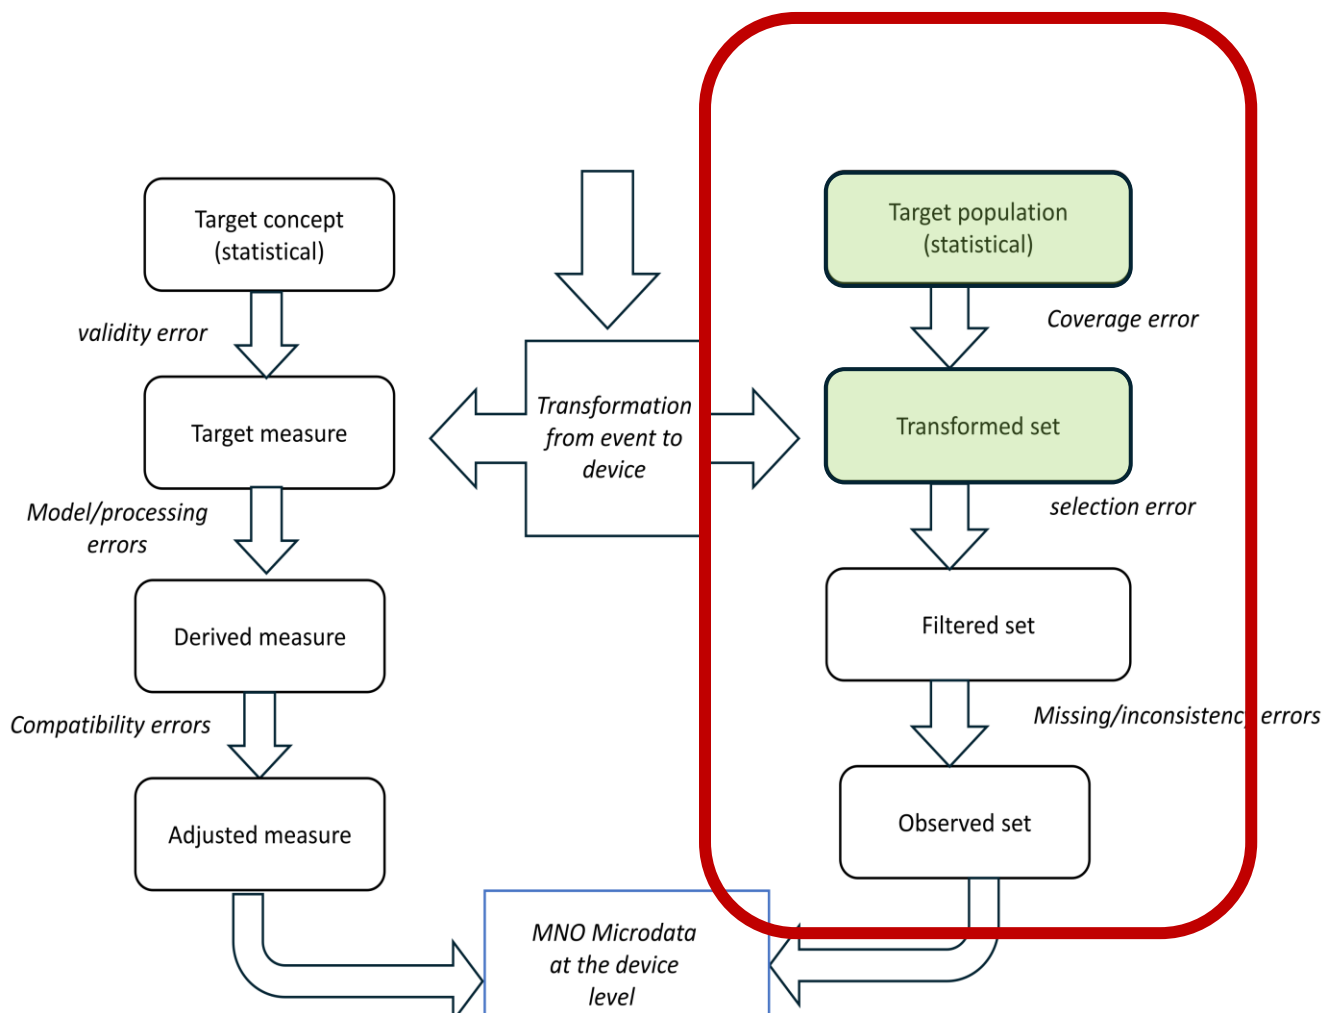 Target concept
(statistical)
validity error
Target measure
Model/processing
errors
Derived measure
Compatibility errors
Adjusted measure
Transformation
from event to
device
Target population
(statistical)
Coverage error
Transformed set
selection error
Filtered set
Missing/inconsistency errors
Observed set
MNO Microdata
at the device
level